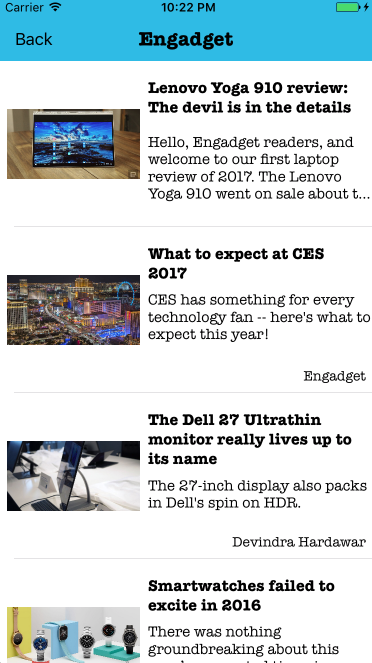 Carrier 10:22 PM
Back Engadget
Lenovo Yoga 910 review:
The devil is in the details
Hello, Engadget readers, and
welcome to our first laptop
review of 2017. The Lenovo
Yoga 910 went on sale about t...
What to expect at CES
2017
CES has something for every
technology fan -- here's what to
expect this year!
Engadget
The Dell 27 Ultrathin
monitor really lives up to
its name
The 27-inch display also packs
in Dell's spin on HDR.
Devindra Hardawar
Smartwatches failed to
excite in 2016
There was nothing
groundbreaking about this